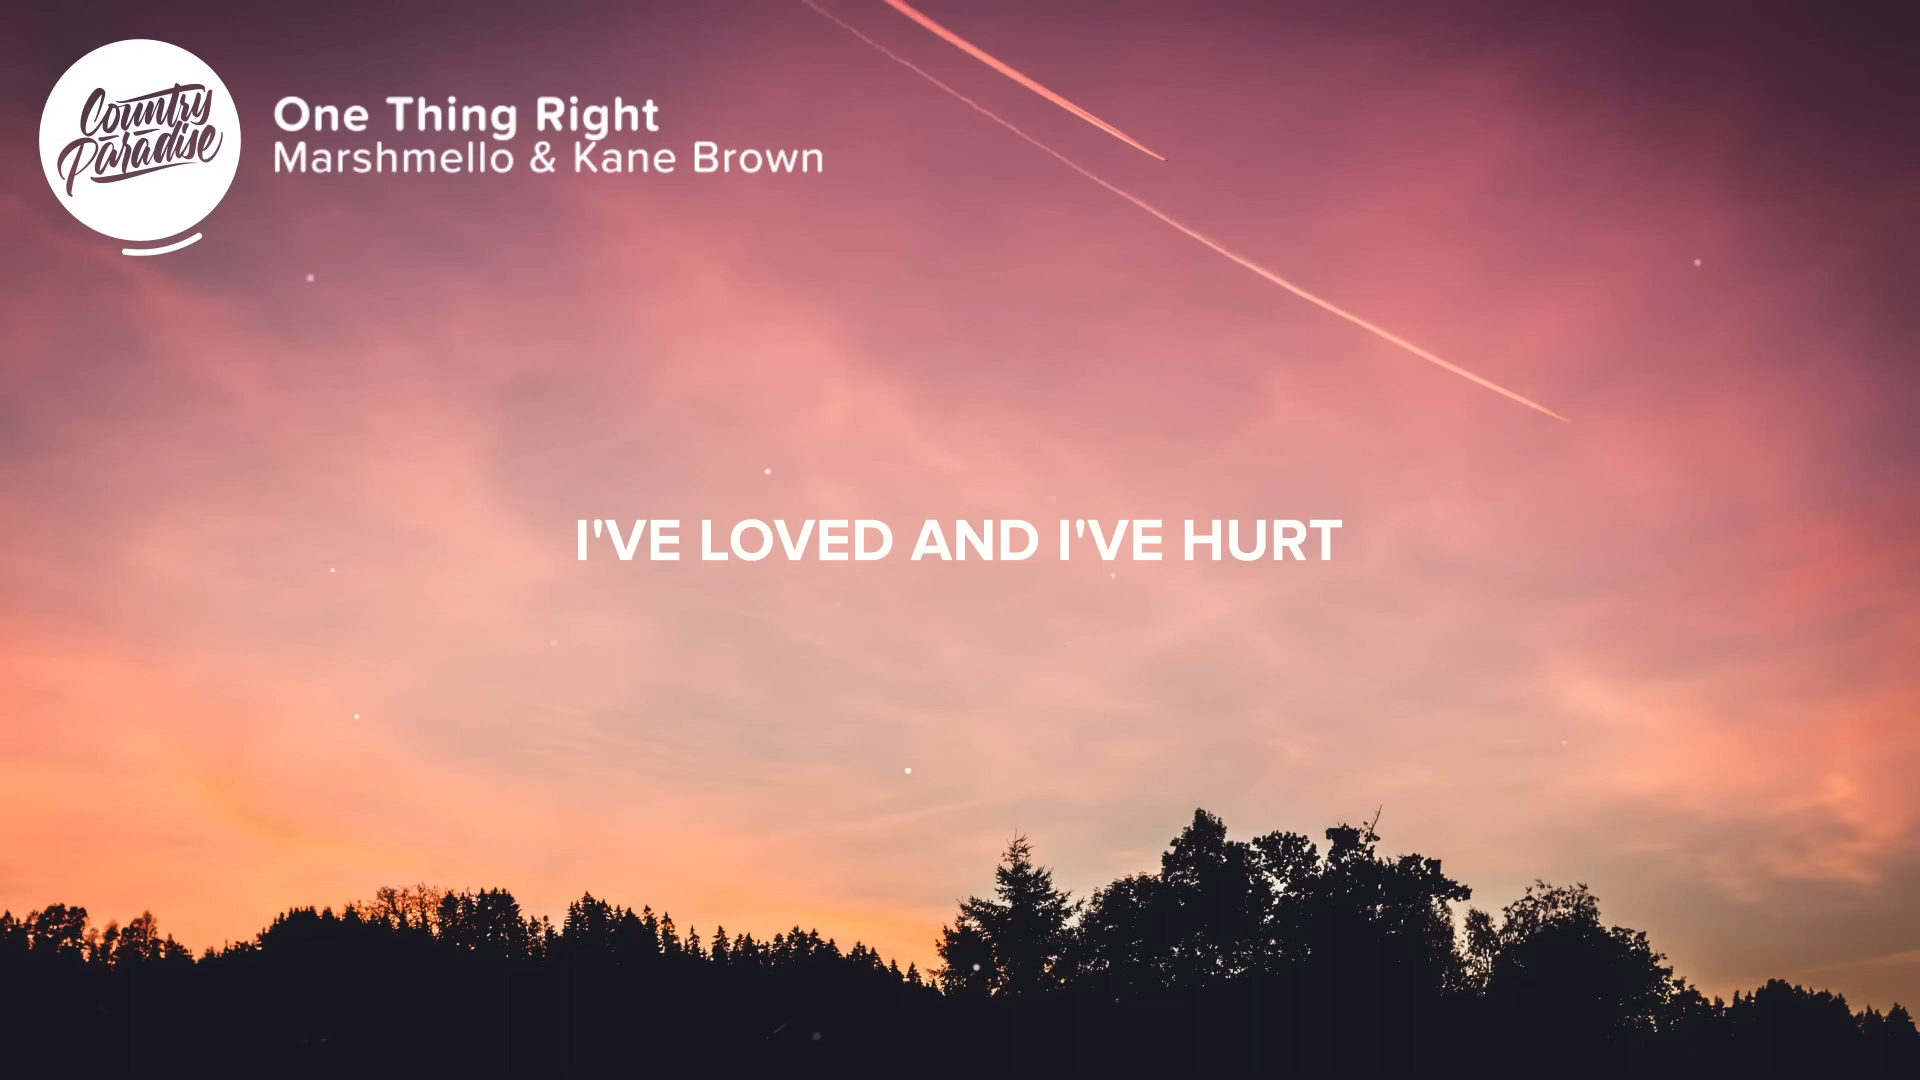 Country
Paradise
One Thing Right
Marshmello & Kane Brown
I'VE LOVED AND I'VE HURT